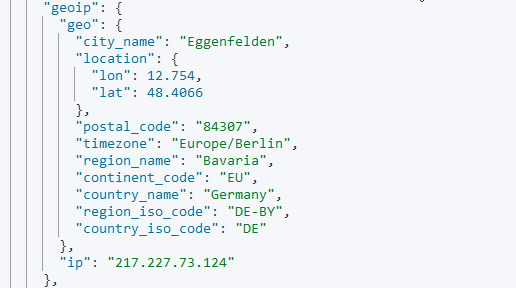 "geoip": {
"geo": {
"city_name": "Eggenfelden",
"location": {
"lon": 12.754,
"lat": 48.4066
},
"postal_code": "84307",
"timezone": "Europe/Berlin",
"region_name": "Bavaria",
"continent_code": "EU",
"country_name": "Germany",
"region_iso_code": "DE-BY",
"country_iso_code": "DE"
},
"ip": "217.227.73.124"
},